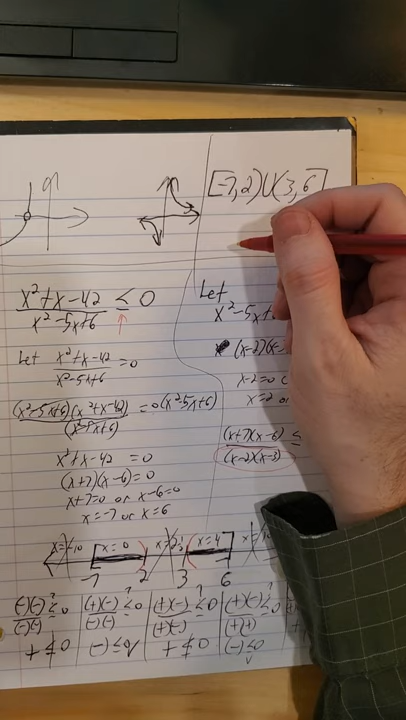 [-7,2)U(3,6]
x²+x-42 ≤ 0
x²-5x+6
Let x²+x-42 =0
x²-5x+6
(x²-5x+6)(x²+x-42) =0(x²-5x+6)
(x²-5x+6)
x²+x-42 =0
(x+7)(x-6)=0
x+7=0 or x-6=0
x=-7 or x=6
Let
x²-5x+
(x-2)(x-
x-2=0
x=2 or
(x+7)(x-6) ≤
(x-2)(x-3)
x=-10 x=0 x=2½ x=4
-7 2 3 6
(-)(-) ≤0 (+)(-) ≤0 (+)(-) ≤0 (+)(-) ≤0
(-)(-) (-)(-) (+)(-) (+)(+)
+ ≰0 (-)≤0 + ≰0 (-)≤0